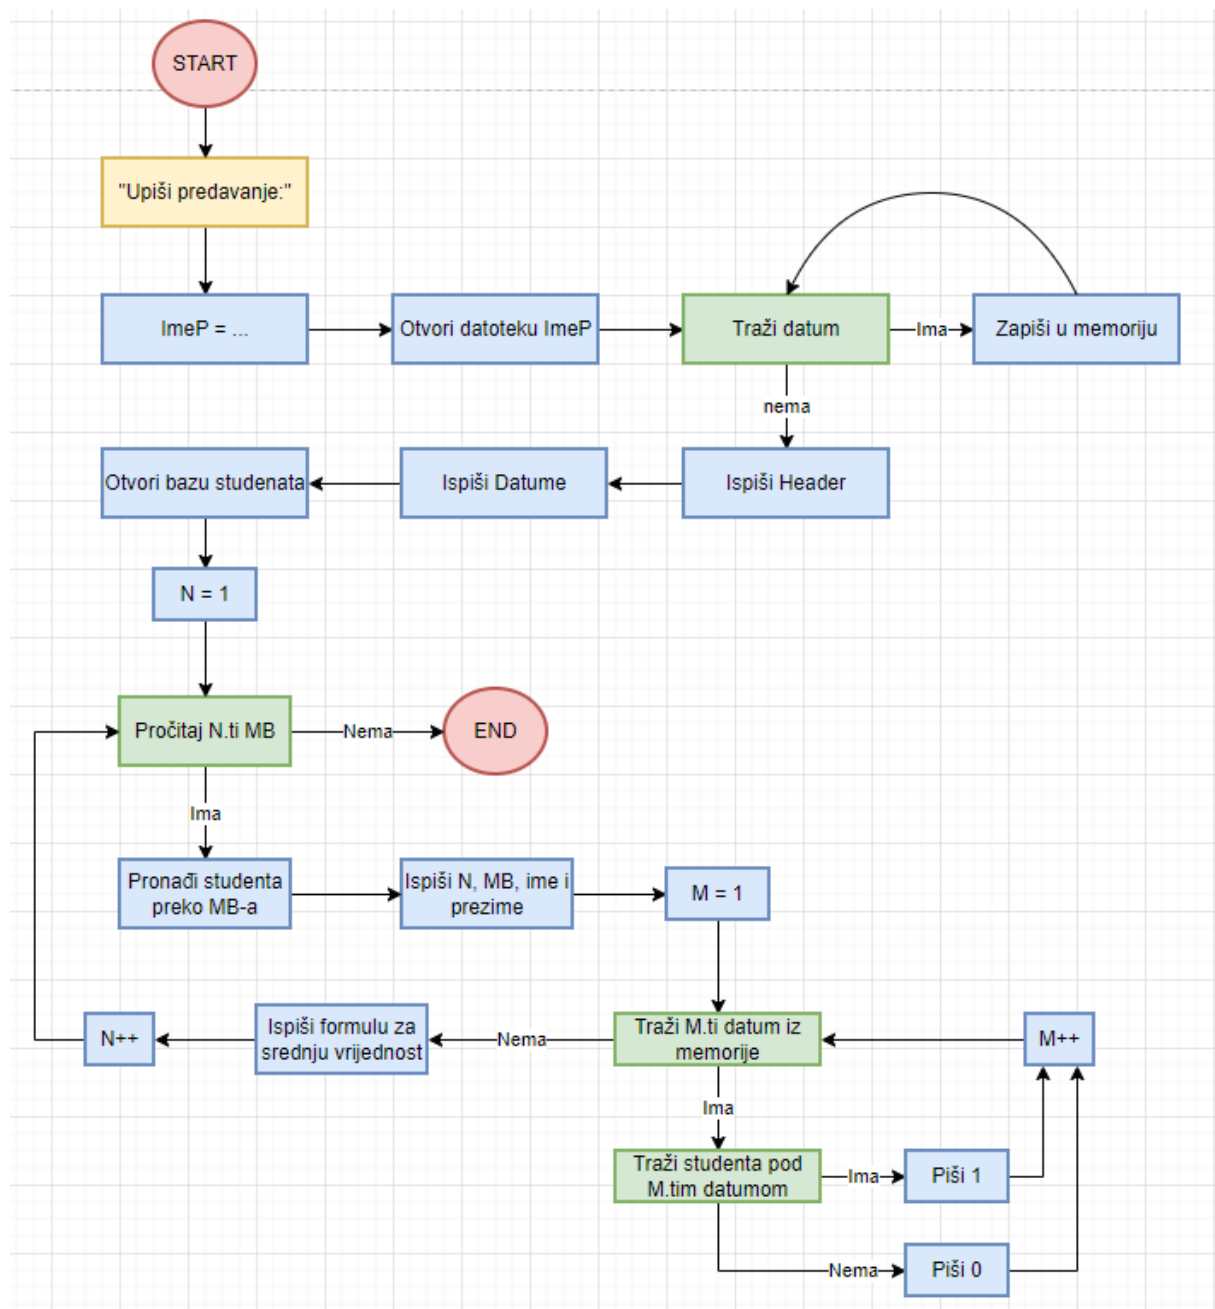 START
"Upiši predavanje:"
ImeP = ...
Otvori datoteku ImeP
Traži datum
Ima
Zapiši u memoriju
nema
Otvori bazu studenata
Ispiši Datume
Ispiši Header
N = 1
Pročitaj N.ti MB
Nema
END
Ima
Pronađi studenta
preko MB-a
Ispiši N, MB, ime i
prezime
M = 1
N++
Ispiši formulu za
srednju vrijednost
Nema
Traži M.ti datum iz
memorije
M++
Ima
Traži studenta pod
M.tim datumom
Ima
Piši 1
Nema
Piši 0